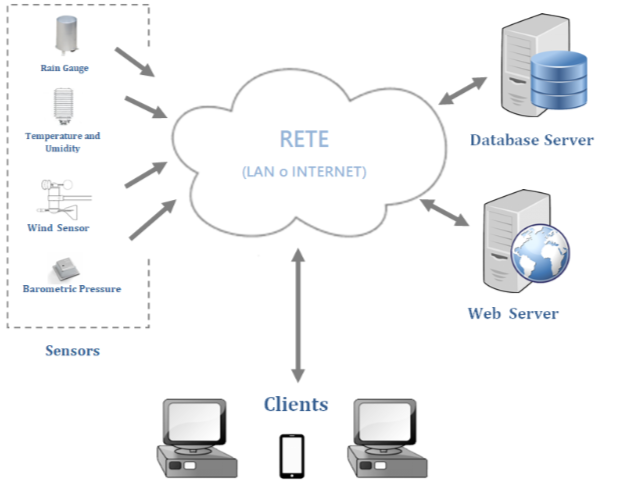 Rain Gauge
Temperature and
Umidity
Wind Sensor
Barometric Pressure
Sensors
RETE
(LAN o INTERNET)
Database Server
Web Server
Clients